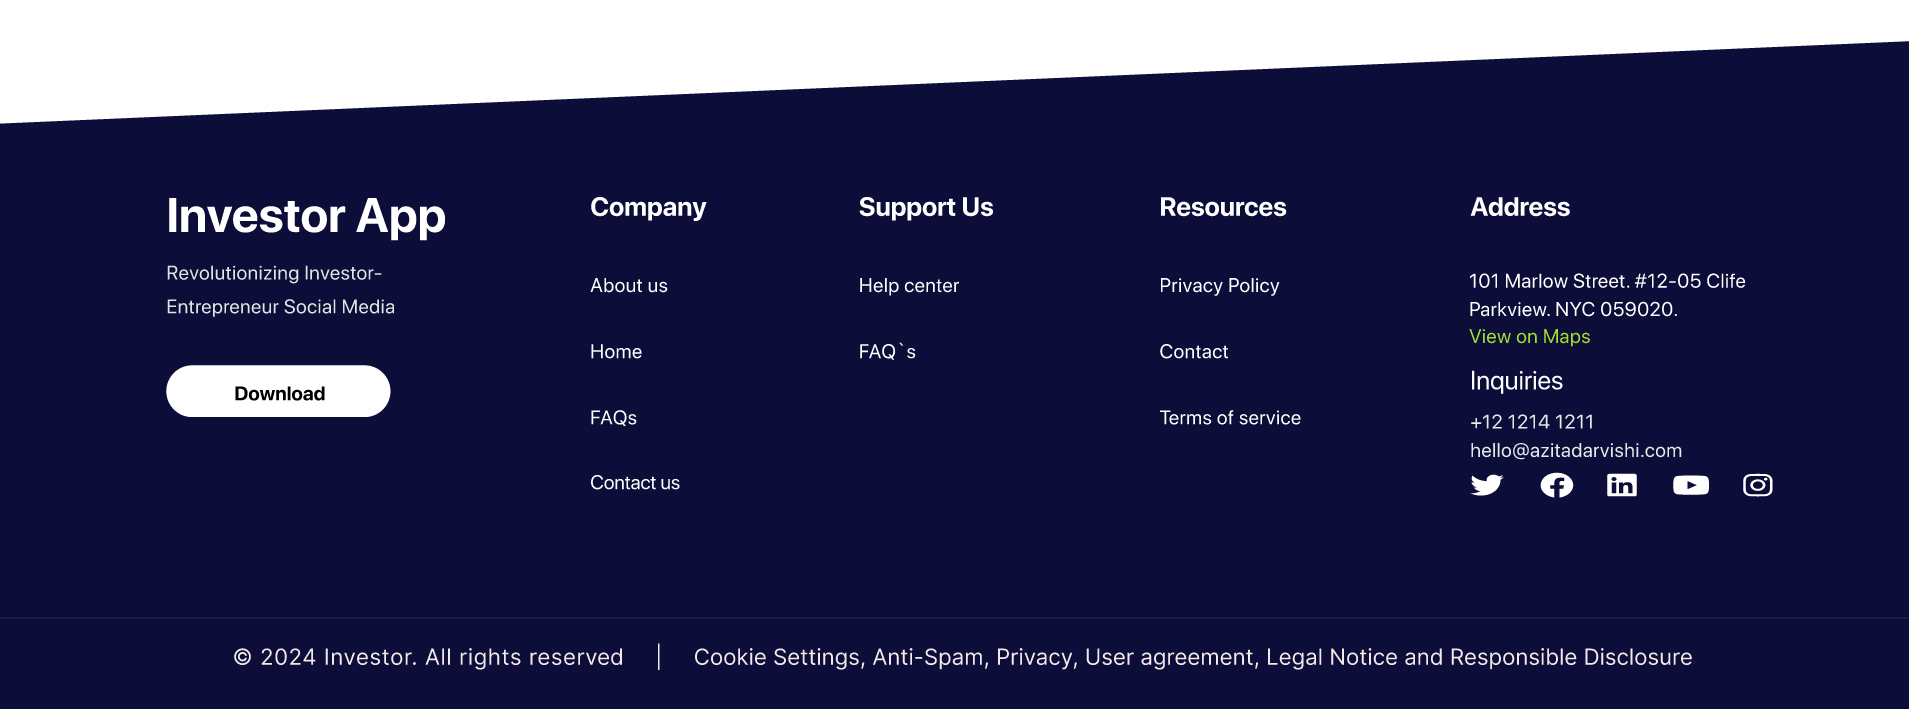 Investor App
Revolutionizing Investor-
Entrepreneur Social Media
Download
Company
About us
Home
FAQs
Contact us
Support Us
Help center
FAQ`s
Resources
Privacy Policy
Contact
Terms of service
Address
101 Marlow Street. #12-05 Clife
Parkview. NYC 059020.
View on Maps
Inquiries
+12 1214 1211
hello@azitadarvishi.com
© 2024 Investor. All rights reserved | Cookie Settings, Anti-Spam, Privacy, User agreement, Legal Notice and Responsible Disclosure